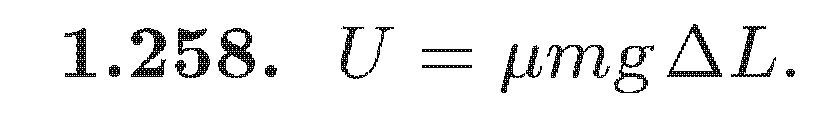 1.258. U = μmg ΔL.